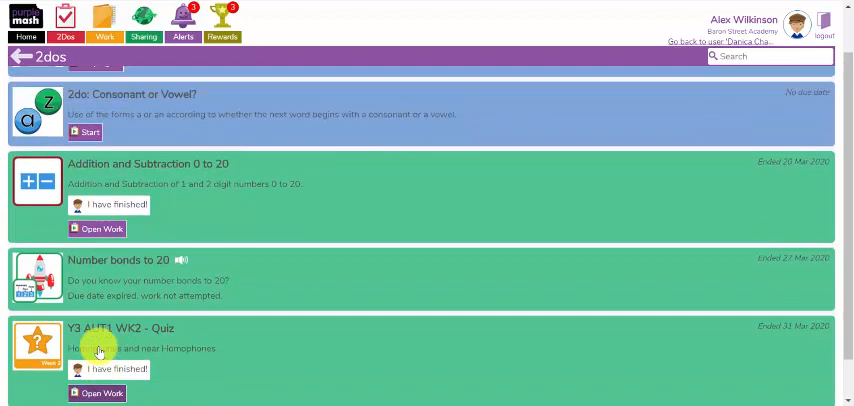 purple mash
3
3
Home
2Dos
Work
Sharing
Alerts
Rewards
Alex Wilkinson
Baron Street Academy
Go back to user 'Danica Cha...
logout
2dos
Search
a z
2do: Consonant or Vowel?
No due date
Use of the forms a or an according to whether the next word begins with a consonant or a vowel.
Start
Addition and Subtraction 0 to 20
Ended 20 Mar 2020
Addition and Subtraction of 1 and 2 digit numbers 0 to 20..
I have finished!
Open Work
Number bonds to 20
Ended 27 Mar 2020
Do you know your number bonds to 20?
Due date expired, work not attempted.
Y3 AUT1 WK2 - Quiz
Ended 31 Mar 2020
Homophones and near Homophones
I have finished!
Open Work